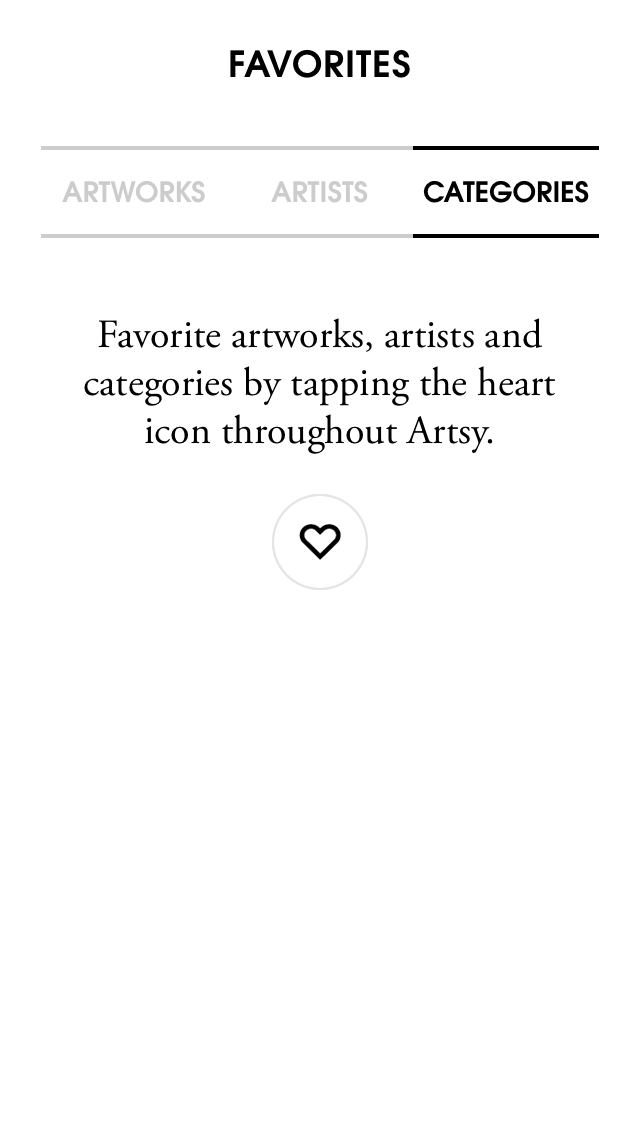 FAVORITES
ARTWORKS ARTISTS CATEGORIES
Favorite artworks, artists and
categories by tapping the heart
icon throughout Artsy.